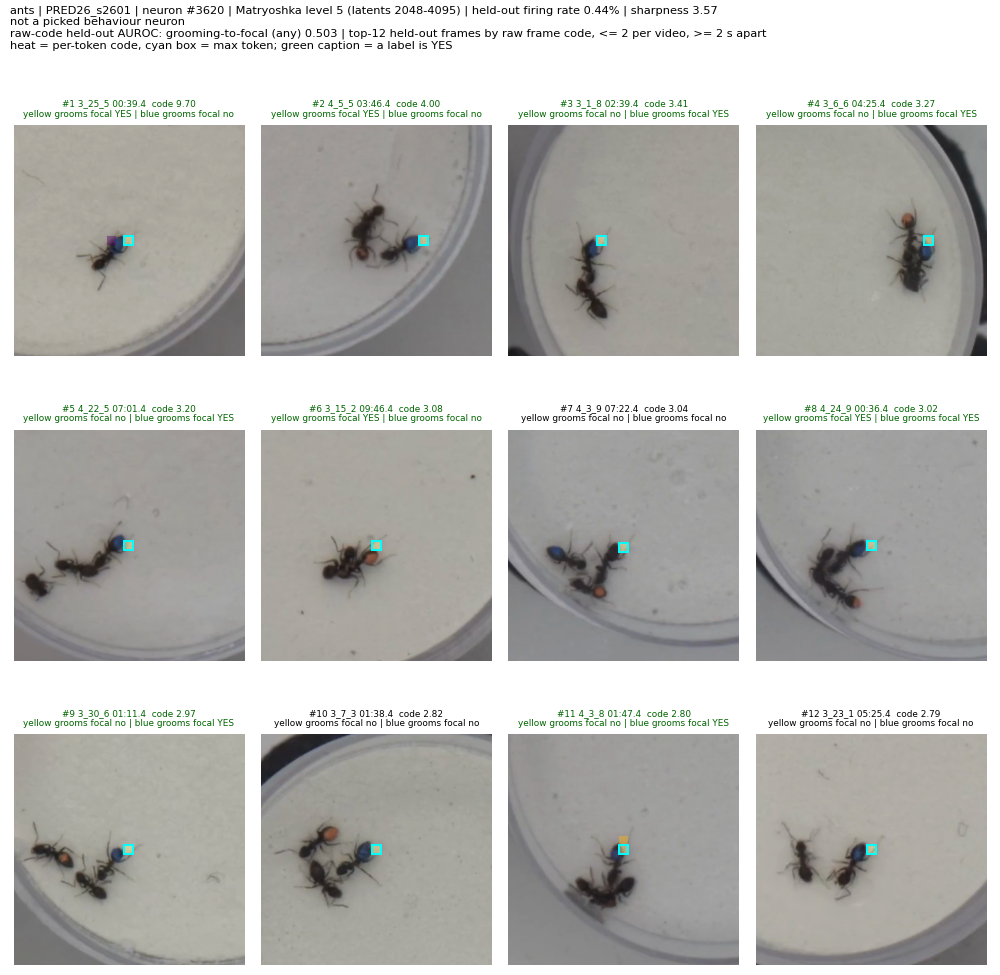 ants | PRED26_s2601 | neuron #3620 | Matryoshka level 5 (latents 2048-4095) | held-out firing rate 0.44% | sharpness 3.57
not a picked behaviour neuron
raw-code held-out AUROC: grooming-to-focal (any) 0.503 | top-12 held-out frames by raw frame code, <= 2 per video, >= 2 s apart
heat = per-token code, cyan box = max token; green caption = a label is YES
#1 3_25_5 00:39.4 code 9.70
yellow grooms focal YES | blue grooms focal no
#2 4_5_5 03:46.4 code 4.00
yellow grooms focal YES | blue grooms focal no
#3 3_1_8 02:39.4 code 3.41
yellow grooms focal no | blue grooms focal YES
#4 3_6_6 04:25.4 code 3.27
yellow grooms focal no | blue grooms focal YES
#5 4_22_5 07:01.4 code 3.20
yellow grooms focal no | blue grooms focal YES
#6 3_15_2 09:46.4 code 3.08
yellow grooms focal YES | blue grooms focal no
#7 4_3_9 07:22.4 code 3.04
yellow grooms focal no | blue grooms focal no
#8 4_24_9 00:36.4 code 3.02
yellow grooms focal YES | blue grooms focal YES
#9 3_30_6 01:11.4 code 2.97
yellow grooms focal no | blue grooms focal YES
#10 3_7_3 01:38.4 code 2.82
yellow grooms focal no | blue grooms focal no
#11 4_3_8 01:47.4 code 2.80
yellow grooms focal no | blue grooms focal YES
#12 3_23_1 05:25.4 code 2.79
yellow grooms focal no | blue grooms focal no